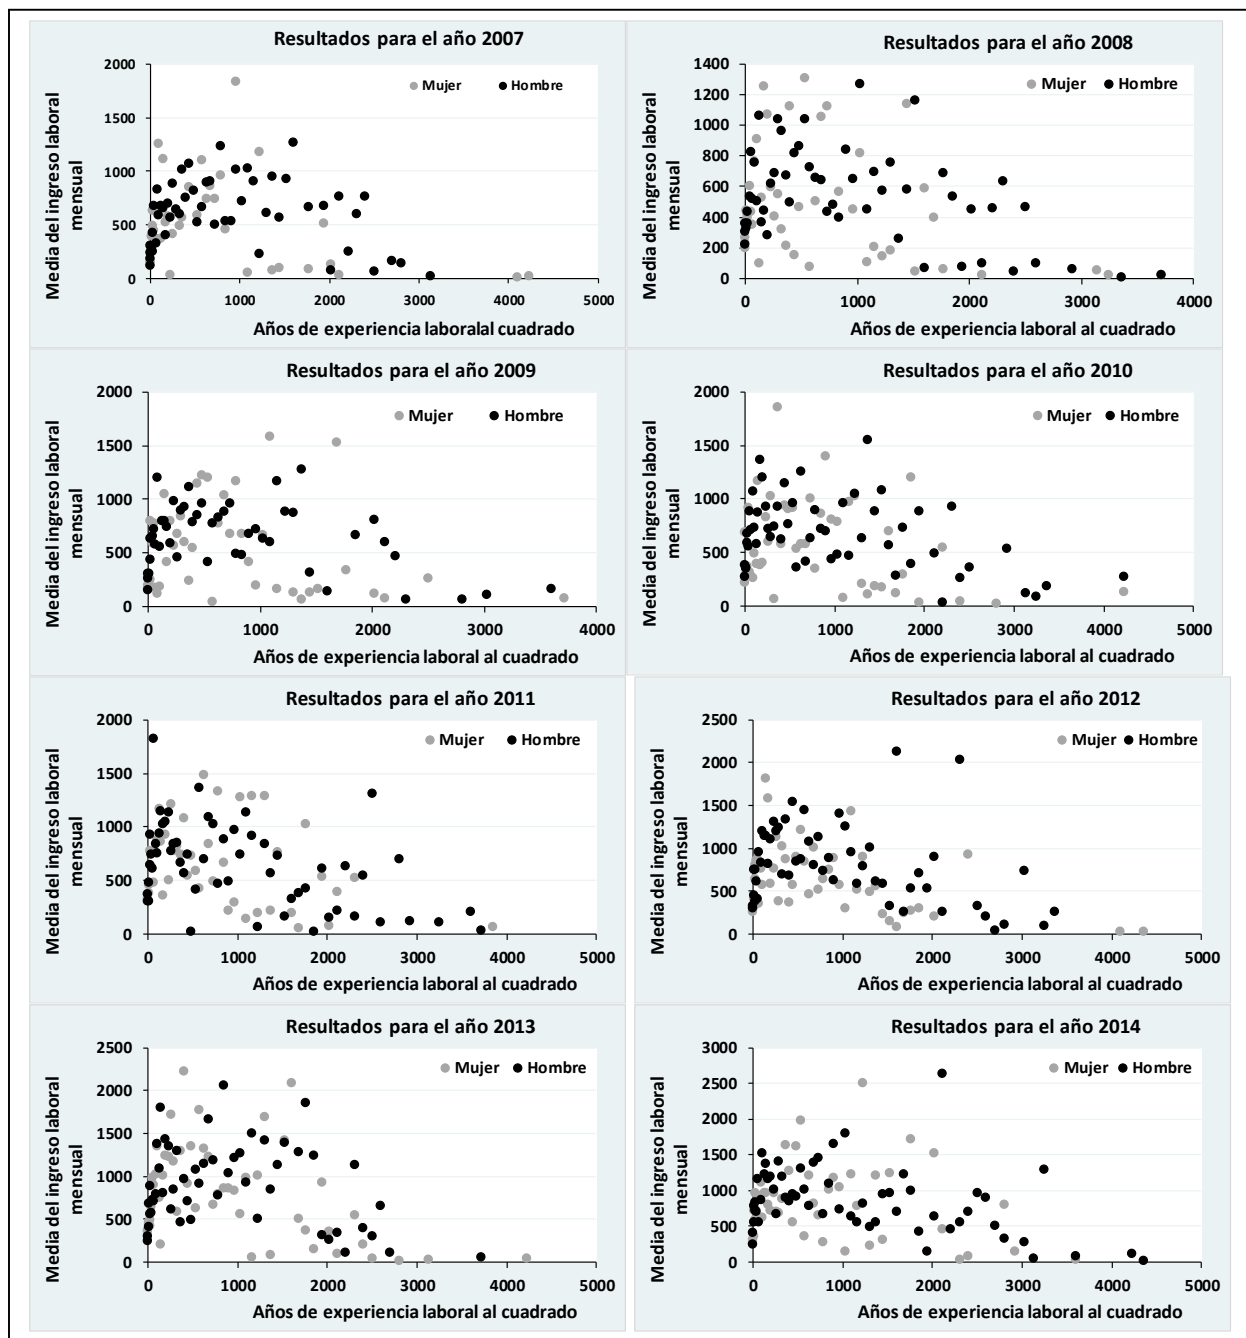 Resultados para el año 2007
Media del ingreso laboral
mensual
2000
1500
1000
500
0
Mujer Hombre
0 1000 2000 3000 4000 5000
Años de experiencia laboralal cuadrado
Resultados para el año 2008
Media del ingreso laboral
mensual
1400
1200
1000
800
600
400
200
0
Mujer Hombre
0 1000 2000 3000 4000
Años de experiencia laboral al cuadrado
Resultados para el año 2009
Media del ingreso laboral
mensual
2000
1500
1000
500
0
Mujer Hombre
0 1000 2000 3000 4000
Años de experiencia laboral al cuadrado
Resultados para el año 2010
Media del ingreso laboral
mensual
2000
1500
1000
500
0
Mujer Hombre
0 1000 2000 3000 4000 5000
Años de experiencia laboral al cuadrado
Resultados para el año 2011
Media del ingreso laboral
mensual
2000
1500
1000
500
0
Mujer Hombre
0 1000 2000 3000 4000 5000
Años de experiencia laboral al cuadrado
Resultados para el año 2012
Media del ingreso laboral
mensual
2500
2000
1500
1000
500
0
Mujer Hombre
0 1000 2000 3000 4000 5000
Años de experiencia laboral al cuadrado
Resultados para el año 2013
Media del ingreso laboral
mensual
2500
2000
1500
1000
500
0
Mujer Hombre
0 1000 2000 3000 4000 5000
Años de experiencia laboral al cuadrado
Resultados para el año 2014
Media del ingreso laboral
mensual
3000
2500
2000
1500
1000
500
0
Mujer Hombre
0 1000 2000 3000 4000 5000
Años de experiencia laboral al cuadrado